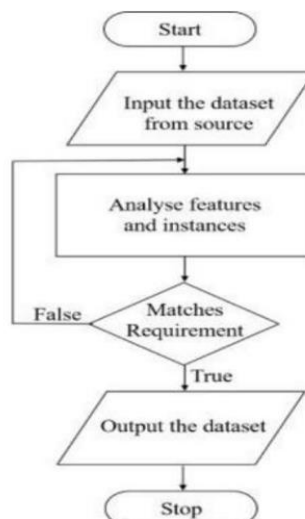 Start
Input the dataset
from source
Analyse features
and instances
False
Matches
Requirement
True
Output the dataset
Stop